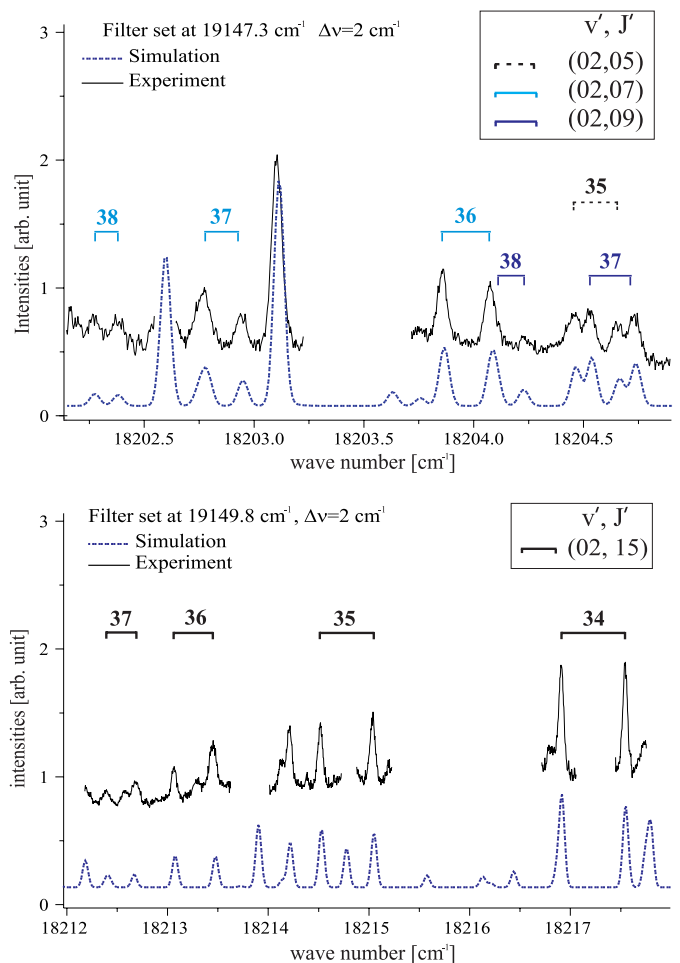 Filter set at 19147.3 cm⁻¹ Δν=2 cm⁻¹
Simulation
Experiment
v′, J′
(02,05)
(02,07)
(02,09)
3
2
1
0
Intensities [arb. unit]
38
37
36
35
38
37
18202.5
18203.0
18203.5
18204.0
18204.5
wave number [cm⁻¹]
Filter set at 19149.8 cm⁻¹, Δν=2 cm⁻¹
Simulation
Experiment
v′, J′
(02, 15)
3
2
1
0
intensities [arb. unit]
37
36
35
34
18212
18213
18214
18215
18216
18217
wave number [cm⁻¹]